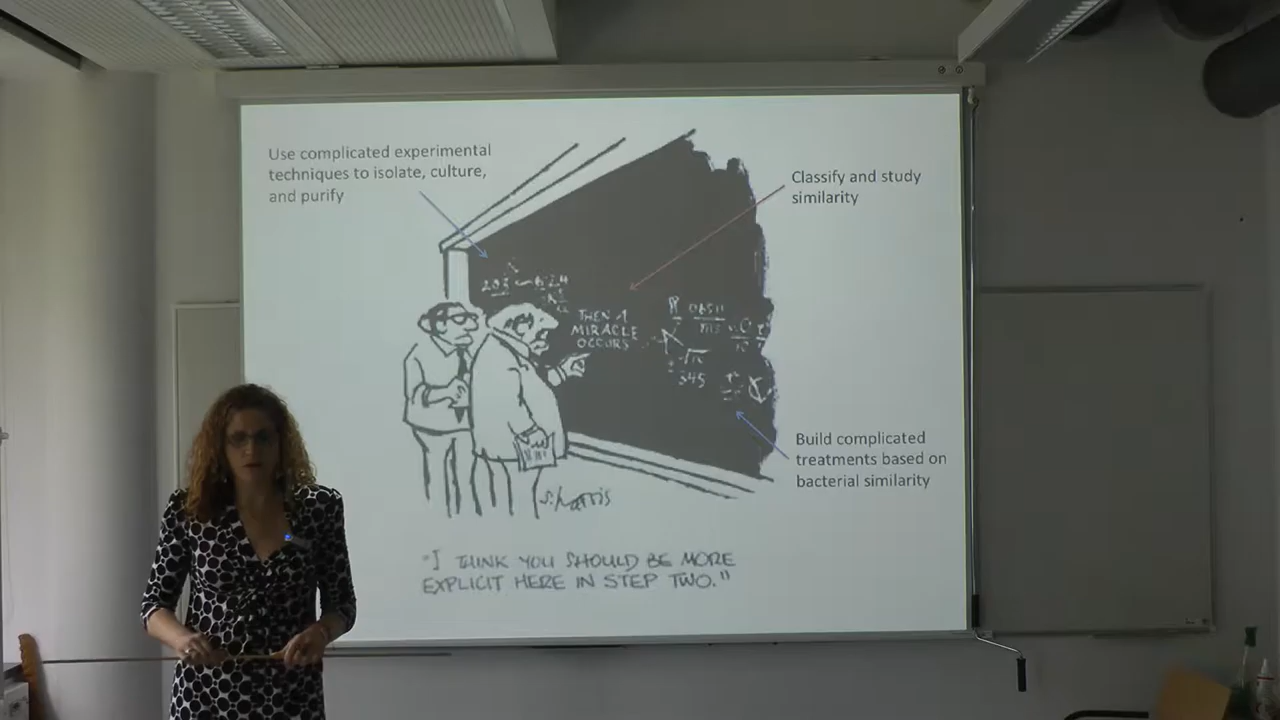 Use complicated experimental
techniques to isolate, culture,
and purify
Classify and study
similarity
THEN A
MIRACLE
OCCURS
Build complicated
treatments based on
bacterial similarity
S. Harris
"I THINK YOU SHOULD BE MORE
EXPLICIT HERE IN STEP TWO."